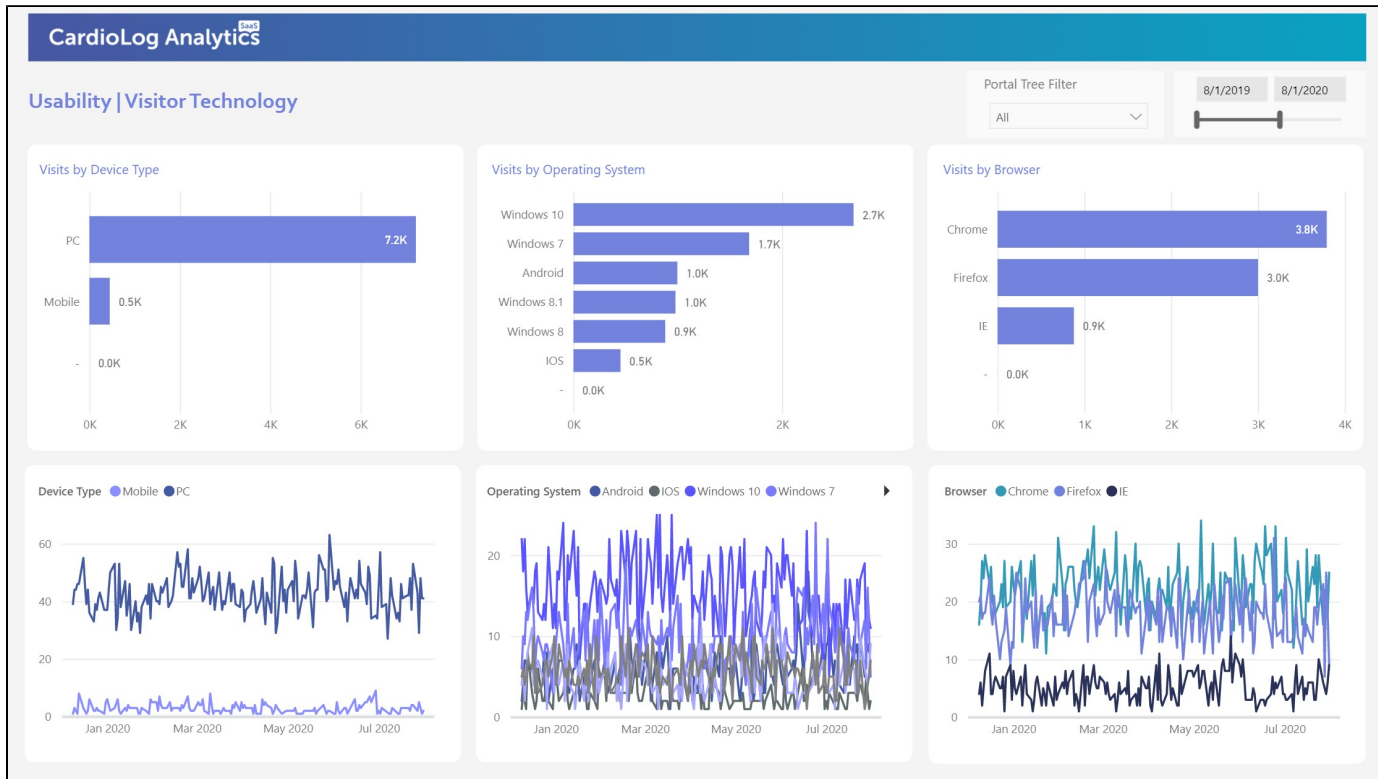 CardioLog Analytics SaaS
Usability | Visitor Technology
Portal Tree Filter
All
8/1/2019 8/1/2020
Visits by Device Type
PC 7.2K
Mobile 0.5K
- 0.0K
0K 2K 4K 6K
Visits by Operating System
Windows 10 2.7K
Windows 7 1.7K
Android 1.0K
Windows 8.1 1.0K
Windows 8 0.9K
IOS 0.5K
- 0.0K
0K 2K
Visits by Browser
Chrome 3.8K
Firefox 3.0K
IE 0.9K
- 0.0K
0K 1K 2K 3K 4K
Device Type Mobile PC
60
40
20
0
Jan 2020 Mar 2020 May 2020 Jul 2020
Operating System Android IOS Windows 10 Windows 7
20
10
0
Jan 2020 Mar 2020 May 2020 Jul 2020
Browser Chrome Firefox IE
30
20
10
0
Jan 2020 Mar 2020 May 2020 Jul 2020